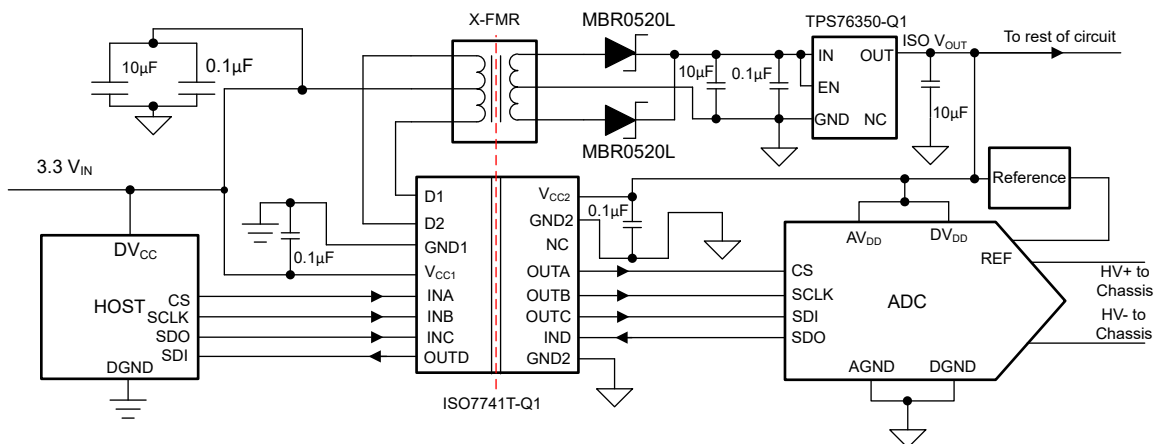 X-FMR
MBR0520L
TPS76350-Q1
ISO VOUT
To rest of circuit
10µF
0.1µF
10µF
0.1µF
IN
OUT
EN
GND
NC
10µF
MBR0520L
3.3 VIN
Reference
D1
D2
GND1
VCC1
INA
INB
INC
OUTD
VCC2
GND2
NC
OUTA
OUTB
OUTC
IND
GND2
0.1µF
0.1µF
DVCC
HOST
CS
SCLK
SDO
SDI
DGND
AVDD
DVDD
REF
CS
SCLK
SDI
SDO
ADC
AGND
DGND
HV+ to
Chassis
HV- to
Chassis
ISO7741T-Q1